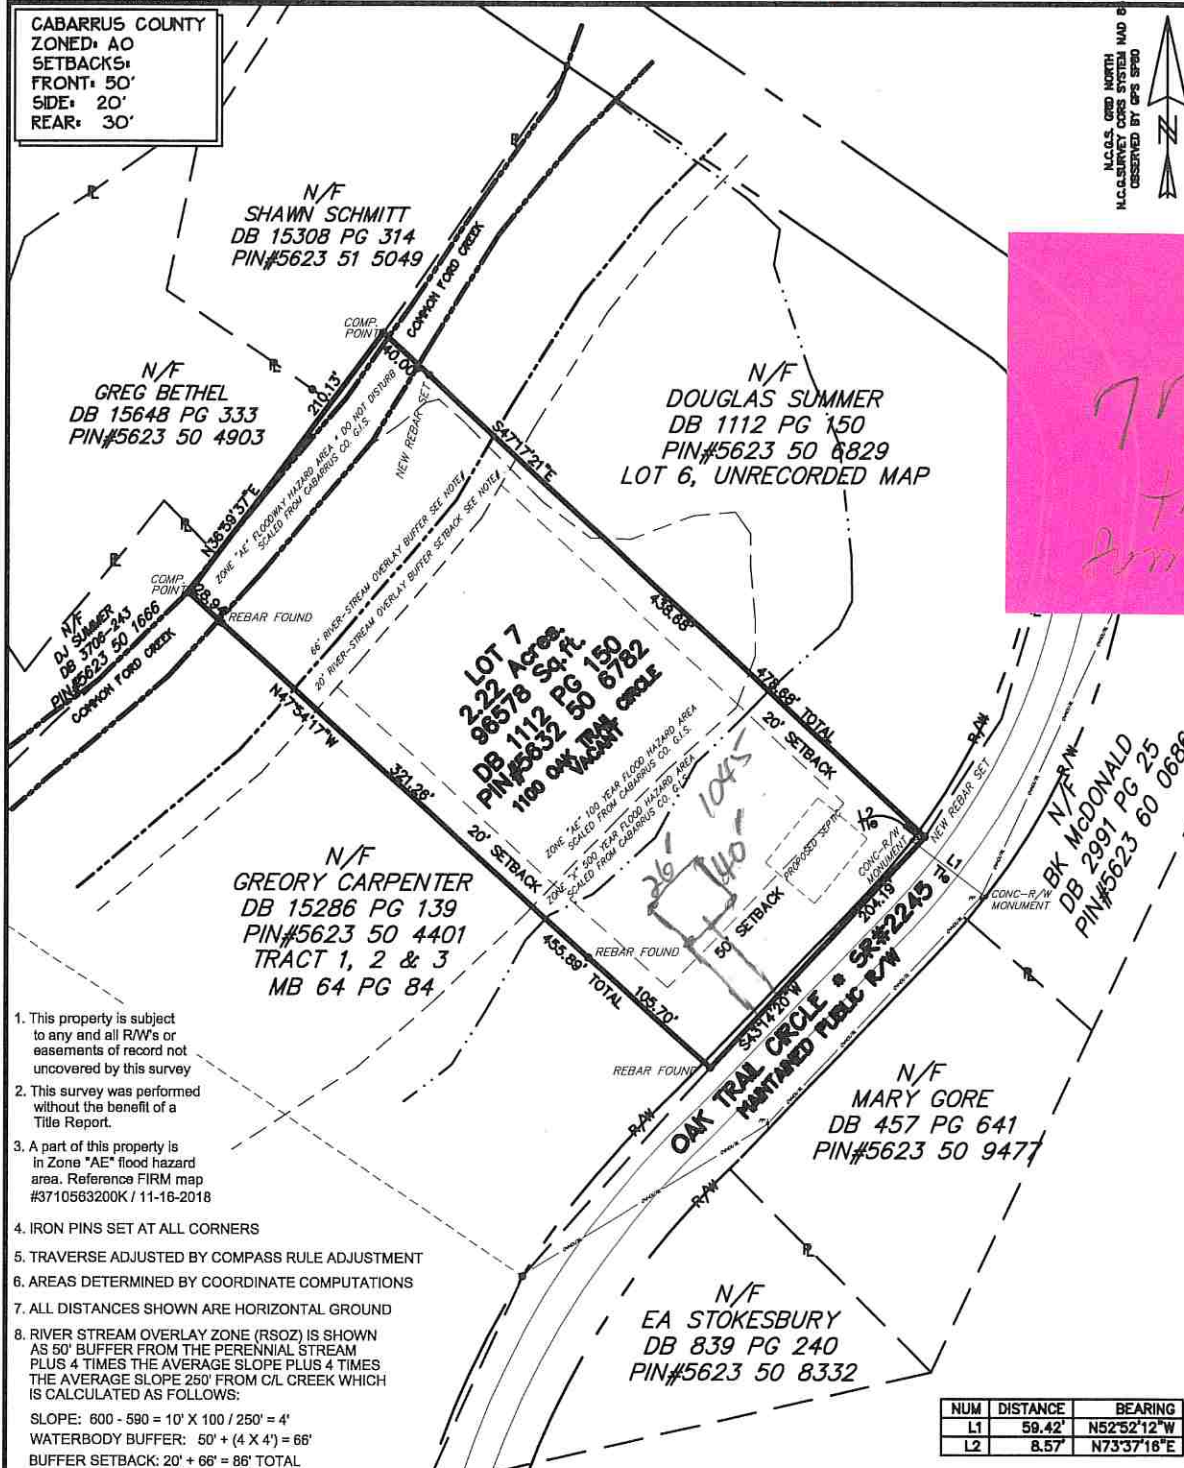 CABARRUS COUNTY
ZONED: AO
SETBACKS:
FRONT: 50'
SIDE: 20'
REAR: 30'
N.C.G.S. GRID NORTH
N.C.G.SURVEY CORS SYSTEM NAD 8
OBSERVED BY GPS SP80
N
PL
PL
N/F
SHAWN SCHMITT
DB 15308 PG 314
PIN#5623 51 5049
COMMON FORD CREEK
COMP.
POINT
40.00'
PL
N/F
GREG BETHEL
DB 15648 PG 333
PIN#5623 50 4903
210.13'
N36°59'37"E
ZONE "AE" FLOODWAY HAZARD AREA * DO NOT DISTURB
SCALED FROM CABARRUS CO. G.I.S.
NEW REBAR SET
S47°17'21"E
N/F
DOUGLAS SUMMER
DB 1112 PG 150
PIN#5623 50 6829
LOT 6, UNRECORDED MAP
PL
PL
COMP.
POINT
28.9
REBAR FOUND
N/F
DJ SUMMER
DB 3706-243
PIN#5623 50 1666
COMMON FORD CREEK
66' RIVER-STREAM OVERLAY BUFFER SEE NOTE#
20' RIVER-STREAM OVERLAY BUFFER SETBACK SEE NOTE#
438.68'
478.68' TOTAL
20' SETBACK
LOT 7
2.22 Acres.
96578 Sq.ft.
DB 1112 PG 150
PIN#5632 50 6782
1100 OAK TRAIL CIRCLE
VACANT
N47°54'17"W
321.26'
20' SETBACK
ZONE "AE" 100 YEAR FLOOD HAZARD AREA
SCALED FROM CABARRUS CO. G.I.S.
ZONE "X" 500 YEAR FLOOD HAZARD AREA
SCALED FROM CABARRUS CO. G.I.S.
1045
26'
40'
PROPOSED SEPTIC
L2
CONC-R/W
MONUMENT
NEW REBAR SET
R/W
R/W
L1
CONC-R/W
MONUMENT
N/F
BK McDONALD
DB 2991 PG 25
PIN#5623 60 0686
N/F
GREORY CARPENTER
DB 15286 PG 139
PIN#5623 50 4401
TRACT 1, 2 & 3
MB 64 PG 84
REBAR FOUND
50' SETBACK
204.19'
455.89' TOTAL
105.70'
S43°14'20"W
REBAR FOUND
OAK TRAIL CIRCLE * SR#2243
MAINTAINED PUBLIC R/W
PL
R/W
R/W
N/F
MARY GORE
DB 457 PG 641
PIN#5623 50 9477
PL
N/F
EA STOKESBURY
DB 839 PG 240
PIN#5623 50 8332
1. This property is subject
to any and all R/W's or
easements of record not
uncovered by this survey
2. This survey was performed
without the benefit of a
Title Report.
3. A part of this property is
in Zone "AE" flood hazard
area. Reference FIRM map
#3710563200K / 11-16-2018
4. IRON PINS SET AT ALL CORNERS
5. TRAVERSE ADJUSTED BY COMPASS RULE ADJUSTMENT
6. AREAS DETERMINED BY COORDINATE COMPUTATIONS
7. ALL DISTANCES SHOWN ARE HORIZONTAL GROUND
8. RIVER STREAM OVERLAY ZONE (RSOZ) IS SHOWN
AS 50' BUFFER FROM THE PERENNIAL STREAM
PLUS 4 TIMES THE AVERAGE SLOPE PLUS 4 TIMES
THE AVERAGE SLOPE 250' FROM C/L CREEK WHICH
IS CALCULATED AS FOLLOWS:
SLOPE: 600 - 590 = 10' X 100 / 250' = 4'
WATERBODY BUFFER: 50' + (4 X 4') = 66'
BUFFER SETBACK: 20' + 66' = 86' TOTAL
NUM DISTANCE BEARING
L1 59.42' N52°52'12"W
L2 8.57' N73°37'16"E